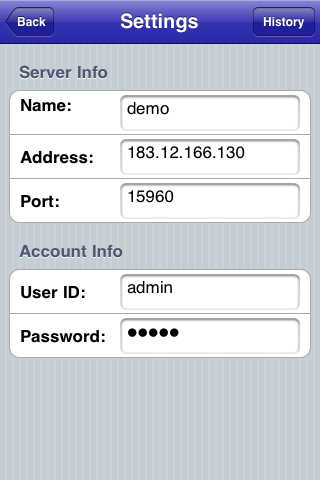 Back
Settings
History
Server Info
Name: demo
Address: 183.12.166.130
Port: 15960
Account Info
User ID: admin
Password: ●●●●●